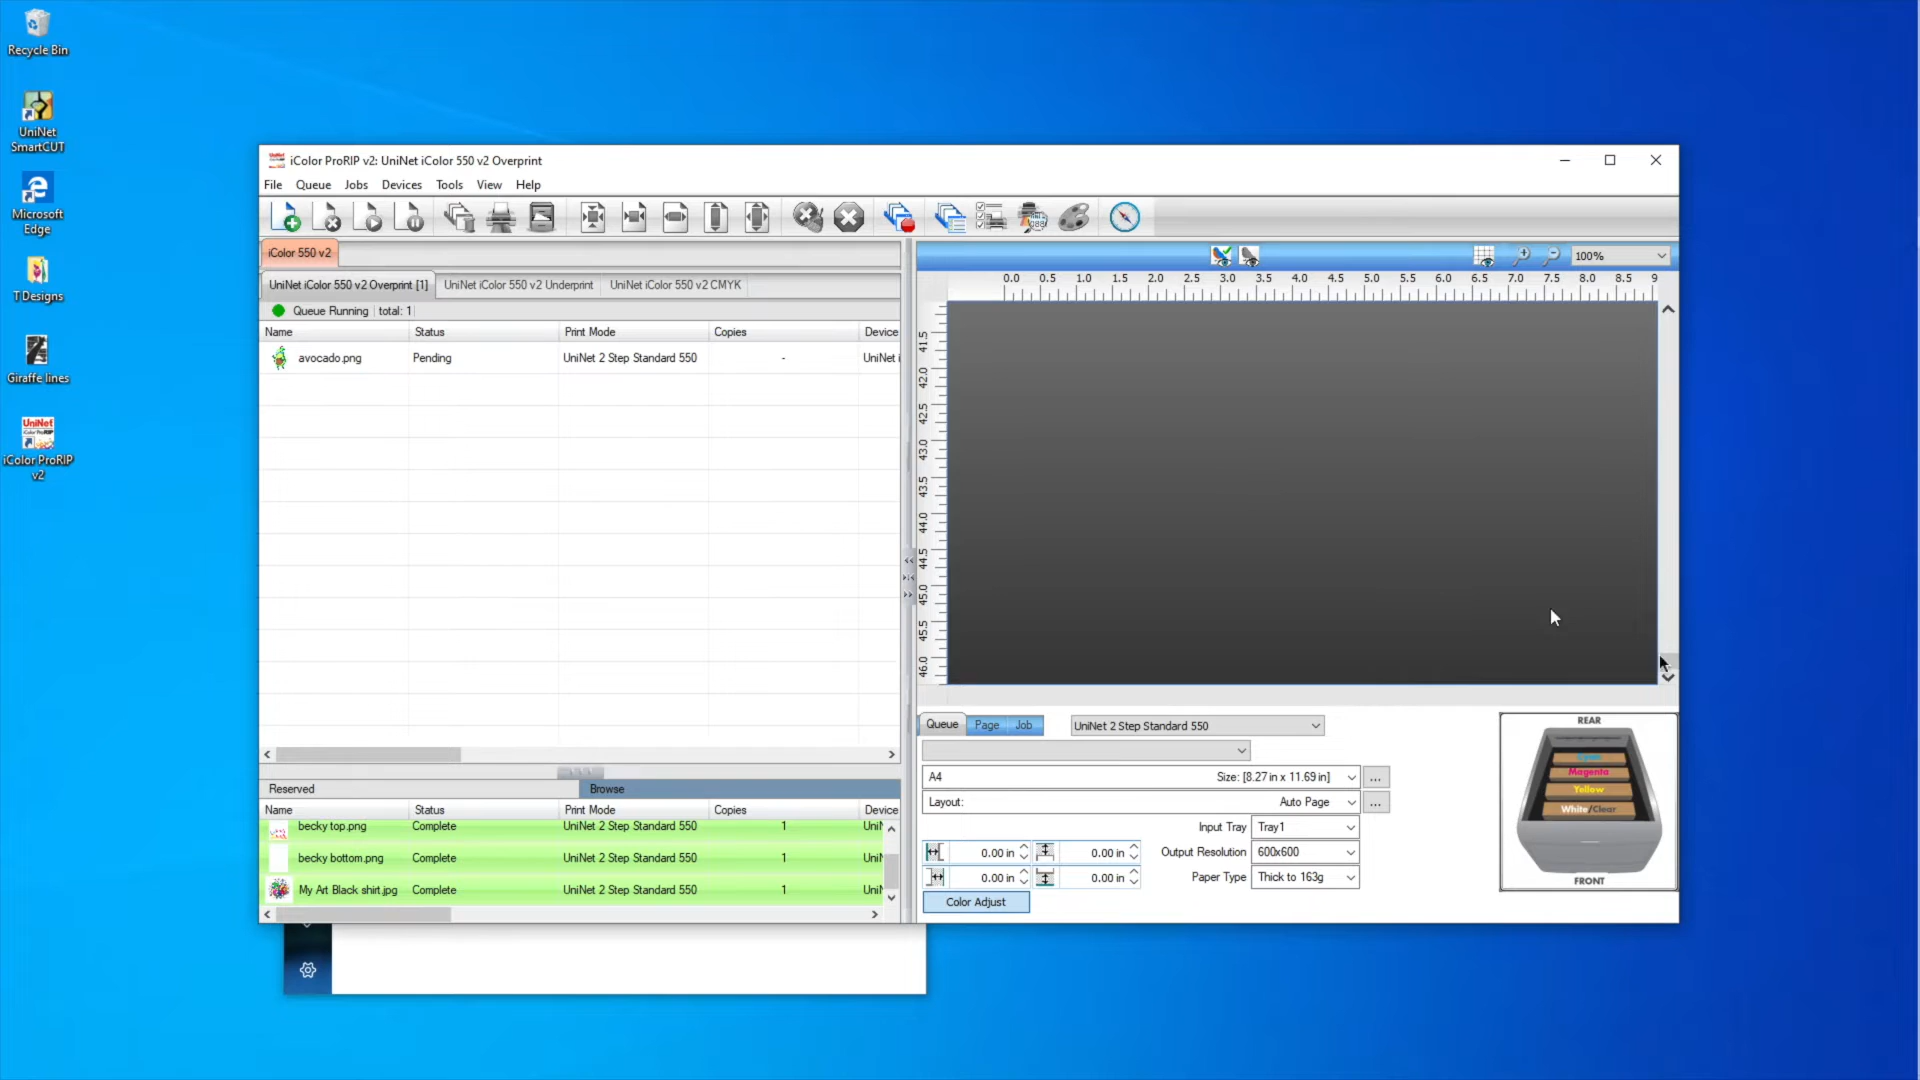 Recycle Bin
UniNet
SmartCUT
Microsoft
Edge
T Designs
Giraffe lines
UniNet
iColor ProRIP
iColor ProRIP
v2
iColor ProRIP v2: UniNet iColor 550 v2 Overprint
File Queue Jobs Devices Tools View Help
iColor 550 v2
100%
UniNet iColor 550 v2 Overprint [1] UniNet iColor 550 v2 Underprint UniNet iColor 550 v2 CMYK
0.0 0.5 1.0 1.5 2.0 2.5 3.0 3.5 4.0 4.5 5.0 5.5 6.0 6.5 7.0 7.5 8.0 8.5 9
Queue Running total: 1
Name Status Print Mode Copies Device
avocado.png Pending UniNet 2 Step Standard 550 - UniNet i
41.5
42.0
42.5
43.0
43.5
44.0
44.5
45.0
45.5
46.0
Reserved Browse
Name Status Print Mode Copies Device
becky top.png Complete UniNet 2 Step Standard 550 1 UniN
becky bottom.png Complete UniNet 2 Step Standard 550 1 UniN
My Art Black shirt.jpg Complete UniNet 2 Step Standard 550 1 UniN
Queue Page Job UniNet 2 Step Standard 550
A4 Size: [8.27 in x 11.69 in] ...
Layout: Auto Page ...
Input Tray Tray1
0.00 in 0.00 in Output Resolution 600x600
0.00 in 0.00 in Paper Type Thick to 163g
Color Adjust
REAR
Cyan
Magenta
Yellow
White/Clear
FRONT